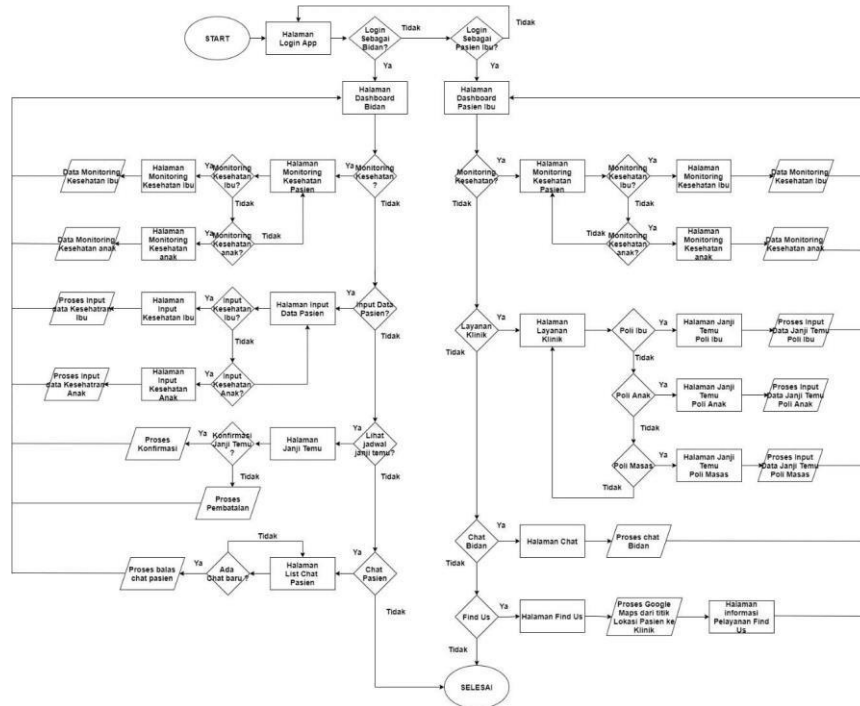 START
Halaman
Login App
Login
Sebagai
Bidan?
Tidak
Login
Sebagai
Pasien Ibu?
Tidak
Ya
Ya
Halaman
Dashboard
Bidan
Halaman
Dashboard
Pasien Ibu
Data Monitoring
Kesehatan Ibu
Halaman
Monitoring
Kesehatan Ibu
Ya
Monitoring
Kesehatan
Ibu?
Halaman
Monitoring
Kesehatan
Pasien
Ya
Monitoring
Kesehatan
?
Tidak
Tidak
Data Monitoring
Kesehatan anak
Halaman
Monitoring
Kesehatan
anak
Ya
Monitoring
Kesehatan
anak?
Tidak
Proses Input
data Kesehatran
Ibu
Halaman
Input
Kesehatan Ibu
Ya
Input
Kesehatan
Ibu?
Halaman Input
Data Pasien
Ya
Input Data
Pasien?
Tidak
Tidak
Proses Input
data Kesehatran
Anak
Halaman
Input
Kesehatan
Anak
Ya
Input
Kesehatan
Anak?
Proses
Konfirmasi
Ya
Konfirmasi
Janji Temu
?
Halaman
Janji Temu
Ya
Lihat
jadwal
janji temu?
Tidak
Tidak
Proses
Pembatalan
Tidak
Proses balas
chat pasien
Ya
Ada
Chat baru ?
Halaman
List Chat
Pasien
Ya
Chat
Pasien
Tidak
Monitoring
Kesehatan?
Ya
Halaman
Monitoring
Kesehatan
Pasien
Monitoring
Kesehatan
Ibu?
Ya
Halaman
Monitoring
Kesehatan Ibu
Data Monitoring
Kesehatan Ibu
Tidak
Tidak
Tidak
Monitoring
Kesehatan
anak?
Ya
Halaman
Monitoring
Kesehatan
anak
Data Monitoring
Kesehatan anak
Layanan
Klinik
Ya
Halaman
Layanan
Klinik
Poli Ibu
Ya
Halaman Janji
Temu
Poli Ibu
Proses Input
Data Janji Temu
Poli Ibu
Tidak
Tidak
Poli Anak
Ya
Halaman Janji
Temu
Poli Anak
Proses Input
Data Janji Temu
Poli Anak
Tidak
Tidak
Poli Masas
Ya
Halaman Janji
Temu
Poli Masas
Proses Input
Data Janji Temu
Poli Masas
Chat
Bidan
Ya
Halaman Chat
Proses chat
Bidan
Tidak
Find Us
Ya
Halaman Find Us
Proses Google
Maps dari titik
Lokasi Pasien ke
Klinik
Halaman
informasi
Pelayanan Find
Us
Tidak
SELESAI